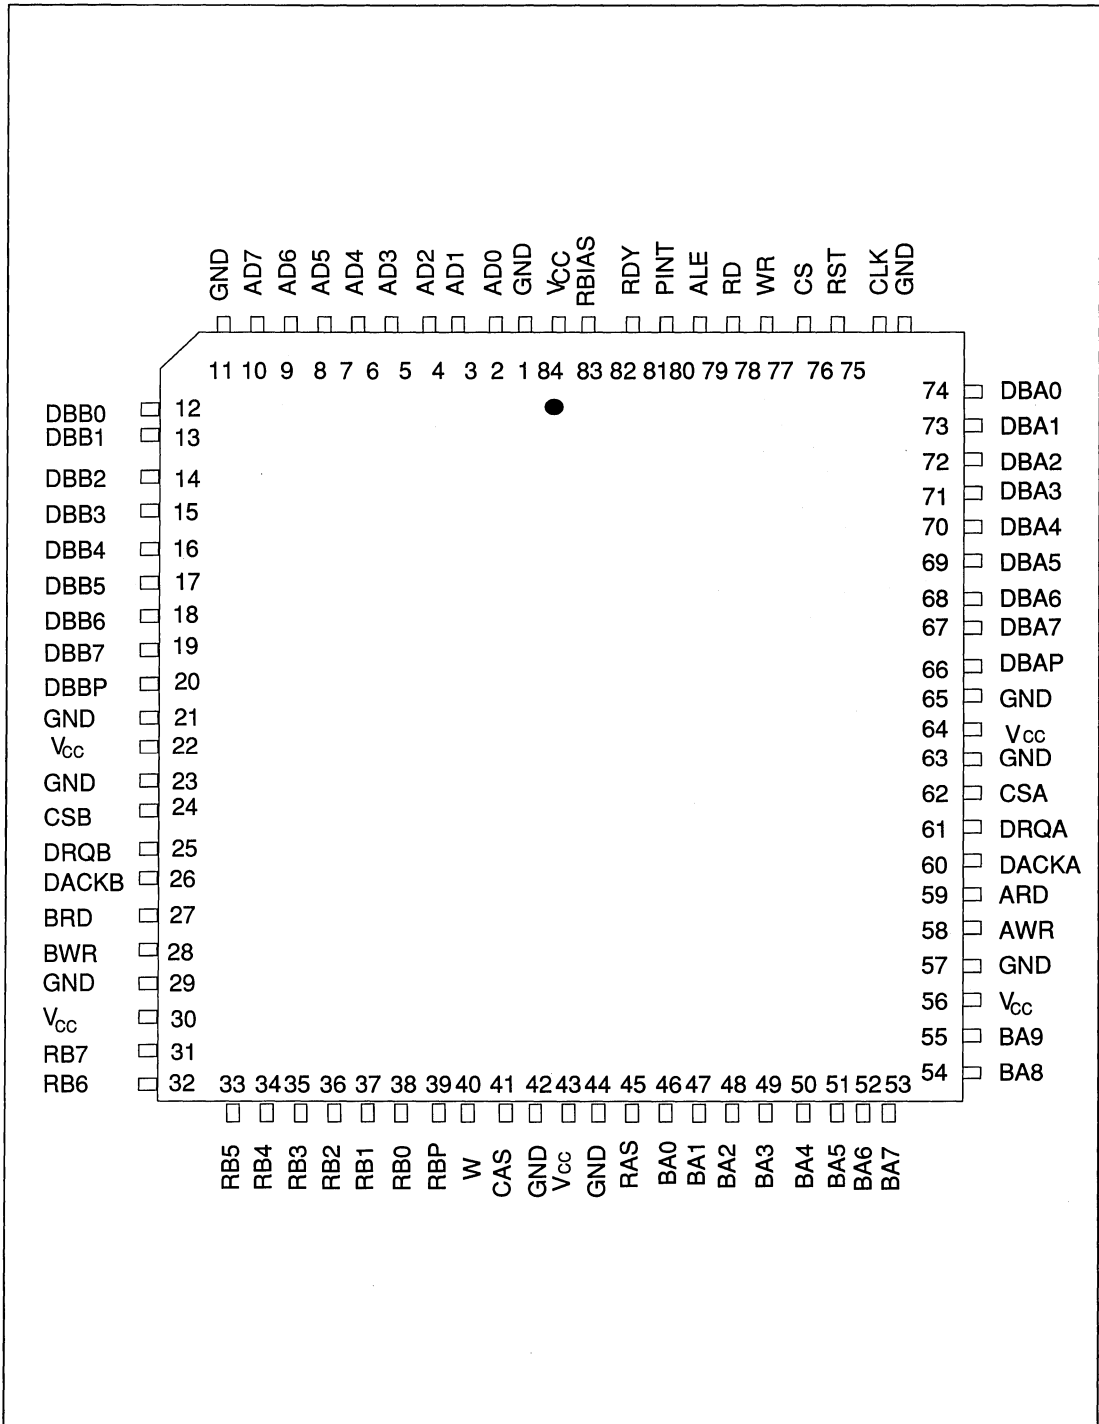 GND AD7 AD6 AD5 AD4 AD3 AD2 AD1 AD0 GND VCC RBIAS RDY PINT ALE RD WR CS RST CLK GND
11 10 9 8 7 6 5 4 3 2 1 84 83 82 81 80 79 78 77 76 75
DBB0 12
DBB1 13
DBB2 14
DBB3 15
DBB4 16
DBB5 17
DBB6 18
DBB7 19
DBBP 20
GND 21
VCC 22
GND 23
CSB 24
DRQB 25
DACKB 26
BRD 27
BWR 28
GND 29
VCC 30
RB7 31
RB6 32
74 DBA0
73 DBA1
72 DBA2
71 DBA3
70 DBA4
69 DBA5
68 DBA6
67 DBA7
66 DBAP
65 GND
64 VCC
63 GND
62 CSA
61 DRQA
60 DACKA
59 ARD
58 AWR
57 GND
56 VCC
55 BA9
54 BA8
33 34 35 36 37 38 39 40 41 42 43 44 45 46 47 48 49 50 51 52 53
RB5 RB4 RB3 RB2 RB1 RB0 RBP W CAS GND VCC GND RAS BA0 BA1 BA2 BA3 BA4 BA5 BA6 BA7